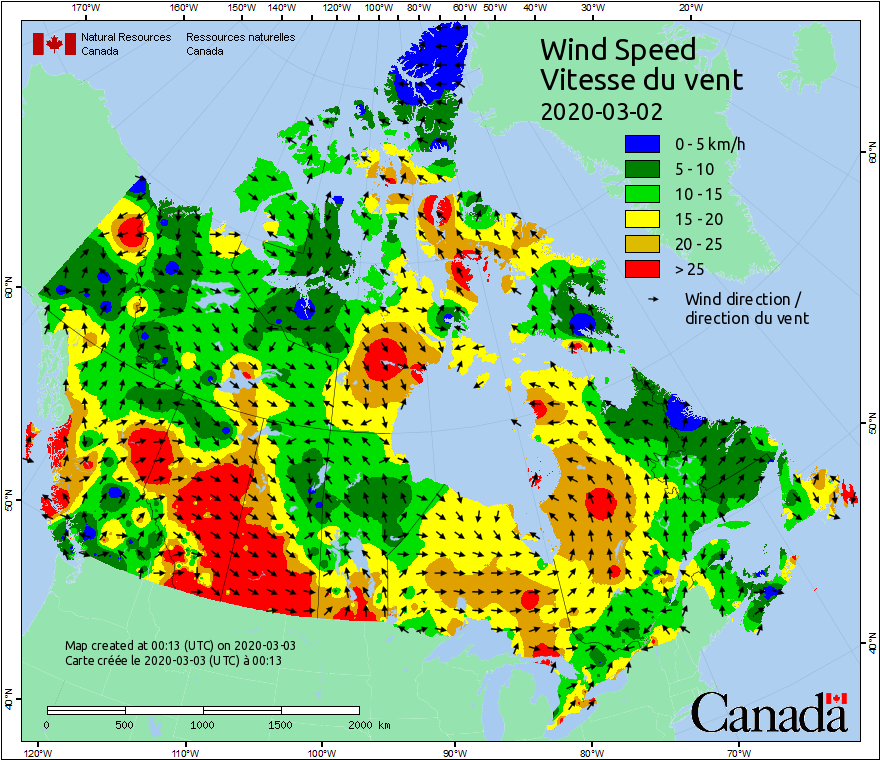 170°W 160°W 150°W 140°W 120°W 100°W 80°W 60°W 50°W 40°W 30°W 20°W
Natural Resources Ressources naturelles
Canada Canada
Wind Speed
Vitesse du vent
2020-03-02
0 - 5 km/h
5 - 10
10 - 15
15 - 20
20 - 25
> 25
Wind direction /
direction du vent
60°N
60°N
50°N
50°N
40°N
40°N
Map created at 00:13 (UTC) on 2020-03-03
Carte créée le 2020-03-03 (UTC) à 00:13
0 500 1000 1500 2000 km
Canada
120°W 110°W 100°W 90°W 80°W 70°W